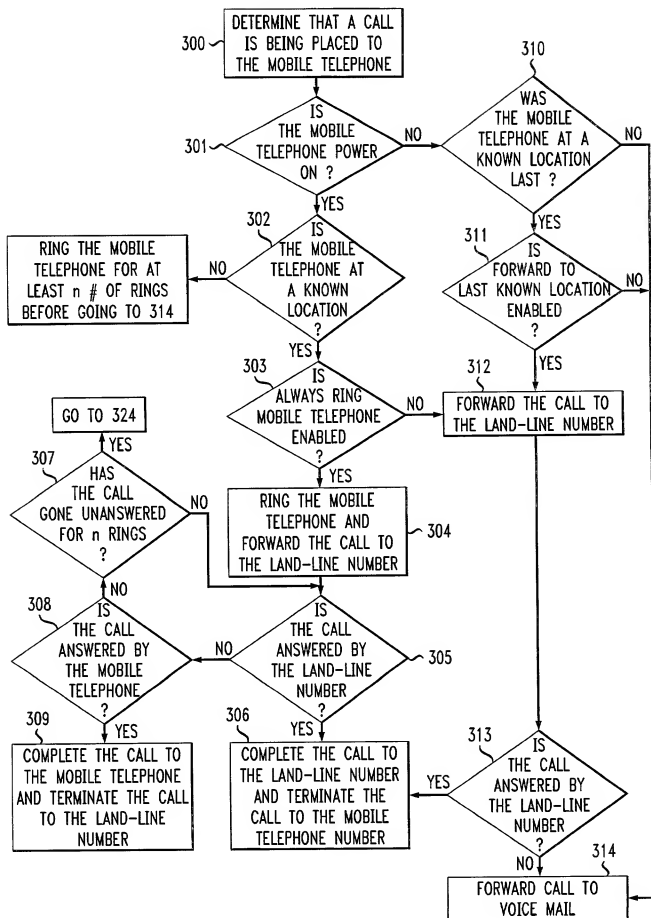 DETERMINE THAT A CALL
IS BEING PLACED TO
THE MOBILE TELEPHONE
300
310
WAS
THE MOBILE
TELEPHONE AT A
KNOWN LOCATION
LAST ?
NO
YES
IS
THE MOBILE
TELEPHONE POWER
ON ?
301
NO
YES
302
IS
THE MOBILE
TELEPHONE AT
A KNOWN
LOCATION
?
NO
YES
RING THE MOBILE
TELEPHONE FOR AT
LEAST n # OF RINGS
BEFORE GOING TO 314
311
IS
FORWARD TO
LAST KNOWN LOCATION
ENABLED
?
NO
YES
303
IS
ALWAYS RING
MOBILE TELEPHONE
ENABLED
?
NO
YES
312
FORWARD THE CALL TO
THE LAND-LINE NUMBER
GO TO 324
YES
307
HAS
THE CALL
GONE UNANSWERED
FOR n RINGS
?
NO
NO
RING THE MOBILE
TELEPHONE AND
FORWARD THE CALL TO
THE LAND-LINE NUMBER
304
308
IS
THE CALL
ANSWERED BY
THE MOBILE
TELEPHONE
?
YES
NO
IS
THE CALL
ANSWERED BY
THE LAND-LINE
NUMBER
?
305
YES
309
COMPLETE THE CALL TO
THE MOBILE TELEPHONE
AND TERMINATE THE CALL
TO THE LAND-LINE
NUMBER
306
COMPLETE THE CALL TO
THE LAND-LINE NUMBER
AND TERMINATE THE
CALL TO THE MOBILE
TELEPHONE NUMBER
313
IS
THE CALL
ANSWERED BY
THE LAND-LINE
NUMBER
?
YES
NO
314
FORWARD CALL TO
VOICE MAIL